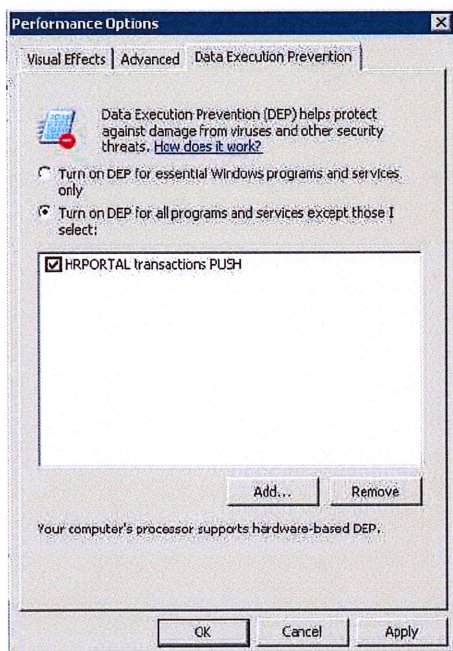 Performance Options
Visual Effects
Advanced
Data Execution Prevention
Data Execution Prevention (DEP) helps protect
against damage from viruses and other security
threats. How does it work?
Turn on DEP for essential Windows programs and services
only
Turn on DEP for all programs and services except those I
select:
HRPORTAL transactions PUSH
Add...
Remove
Your computer's processor supports hardware-based DEP.
OK
Cancel
Apply